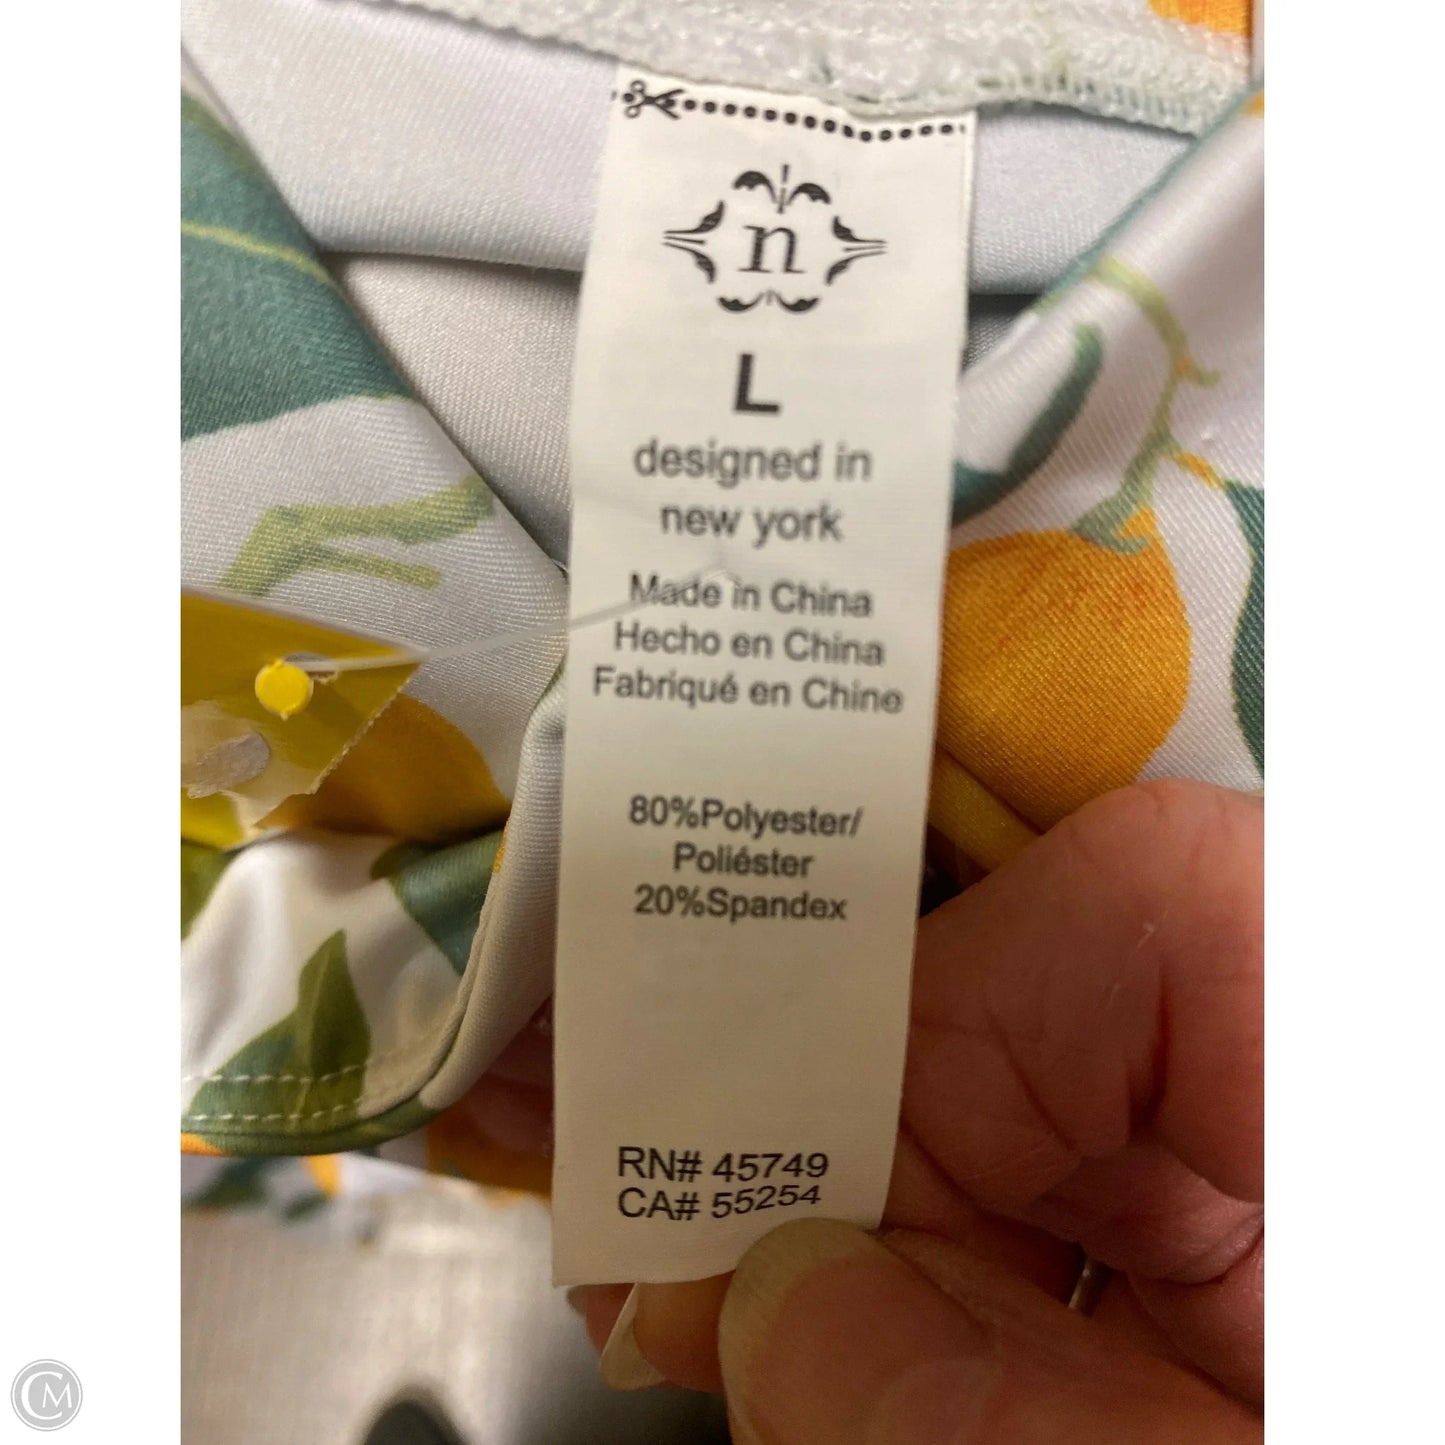 n
L
designed in
new york
Made in China
Hecho en China
Fabriqué en Chine
80%Polyester/
Poliéster
20%Spandex
RN# 45749
CA# 55254
CM